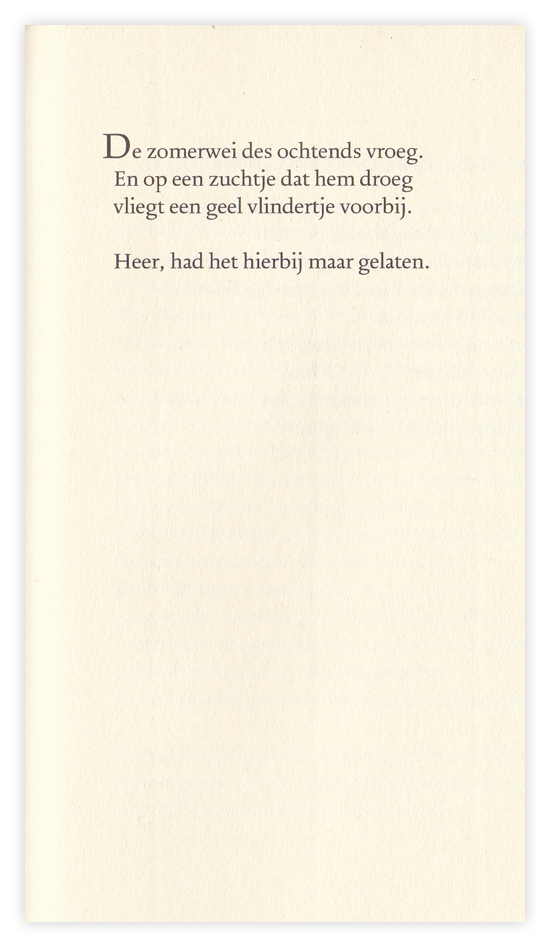 De zomerwei des ochtends vroeg.
En op een zuchtje dat hem droeg
vliegt een geel vlindertje voorbij.
Heer, had het hierbij maar gelaten.